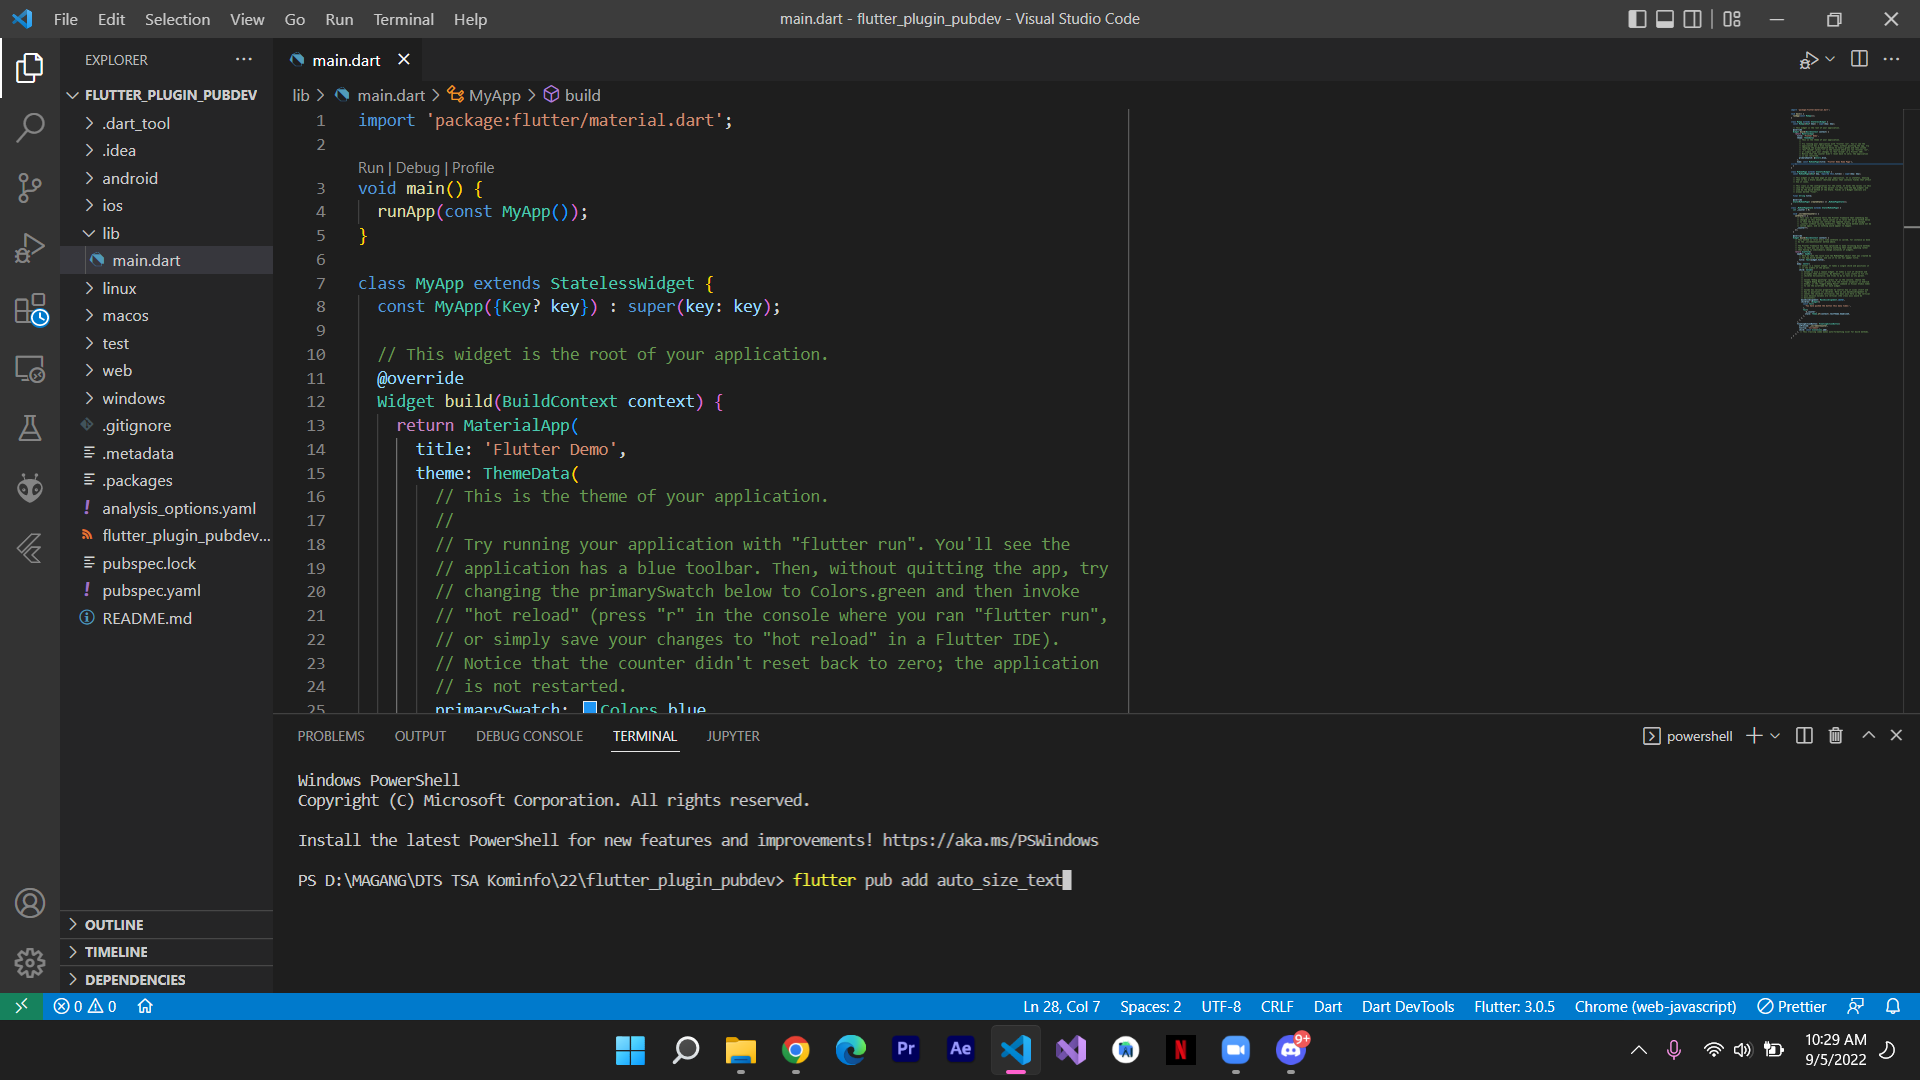 File Edit Selection View Go Run Terminal Help
main.dart - flutter_plugin_pubdev - Visual Studio Code
EXPLORER
FLUTTER_PLUGIN_PUBDEV
.dart_tool
.idea
android
ios
lib
main.dart
linux
macos
test
web
windows
.gitignore
.metadata
.packages
analysis_options.yaml
flutter_plugin_pubdev...
pubspec.lock
pubspec.yaml
README.md
OUTLINE
TIMELINE
DEPENDENCIES
main.dart
lib > main.dart > MyApp > build
1 import 'package:flutter/material.dart';
2
Run | Debug | Profile
3 void main() {
4 runApp(const MyApp());
5 }
6
7 class MyApp extends StatelessWidget {
8 const MyApp({Key? key}) : super(key: key);
9
10 // This widget is the root of your application.
11 @override
12 Widget build(BuildContext context) {
13 return MaterialApp(
14 title: 'Flutter Demo',
15 theme: ThemeData(
16 // This is the theme of your application.
17 //
18 // Try running your application with "flutter run". You'll see the
19 // application has a blue toolbar. Then, without quitting the app, try
20 // changing the primarySwatch below to Colors.green and then invoke
21 // "hot reload" (press "r" in the console where you ran "flutter run",
22 // or simply save your changes to "hot reload" in a Flutter IDE).
23 // Notice that the counter didn't reset back to zero; the application
24 // is not restarted.
25 primarySwatch: Colors.blue
PROBLEMS OUTPUT DEBUG CONSOLE TERMINAL JUPYTER
powershell
Windows PowerShell
Copyright (C) Microsoft Corporation. All rights reserved.
Install the latest PowerShell for new features and improvements! https://aka.ms/PSWindows
PS D:\MAGANG\DTS TSA Kominfo\22\flutter_plugin_pubdev> flutter pub add auto_size_text
0 0
Ln 28, Col 7 Spaces: 2 UTF-8 CRLF Dart Dart DevTools Flutter: 3.0.5 Chrome (web-javascript) Prettier
Pr Ae N 9+
10:29 AM
9/5/2022